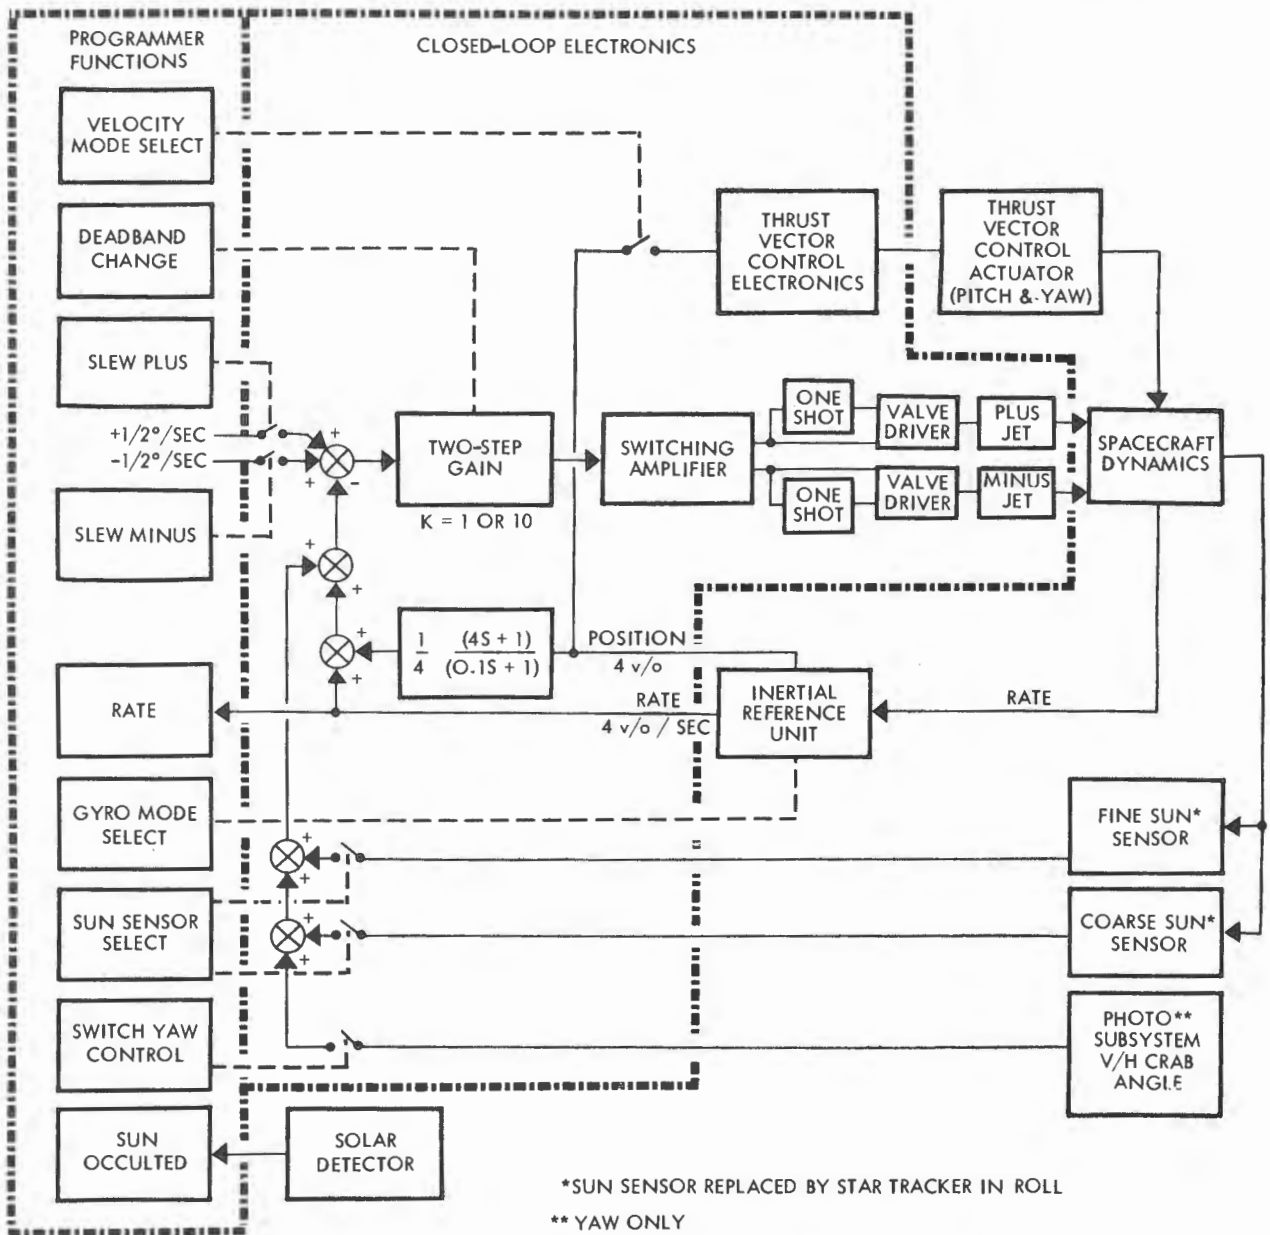 PROGRAMMER
FUNCTIONS
CLOSED-LOOP ELECTRONICS
VELOCITY
MODE SELECT
DEADBAND
CHANGE
THRUST
VECTOR
CONTROL
ELECTRONICS
THRUST
VECTOR
CONTROL
ACTUATOR
(PITCH &.YAW)
SLEW PLUS
+1/2°/SEC
-1/2°/SEC
+
+
-
TWO-STEP
GAIN
K = 1 OR 10
SWITCHING
AMPLIFIER
ONE
SHOT
VALVE
DRIVER
PLUS
JET
ONE
SHOT
VALVE
DRIVER
MINUS
JET
SPACECRAFT
DYNAMICS
SLEW MINUS
+
+
+
+
1
4
(4S + 1)
(0.1S + 1)
POSITION
4 v/o
RATE
RATE
4 v/o / SEC
INERTIAL
REFERENCE
UNIT
RATE
GYRO MODE
SELECT
+
+
FINE SUN*
SENSOR
SUN SENSOR
SELECT
+
+
COARSE SUN*
SENSOR
SWITCH YAW
CONTROL
PHOTO**
SUBSYSTEM
V/H CRAB
ANGLE
SUN
OCCULTED
SOLAR
DETECTOR
*SUN SENSOR REPLACED BY STAR TRACKER IN ROLL
** YAW ONLY